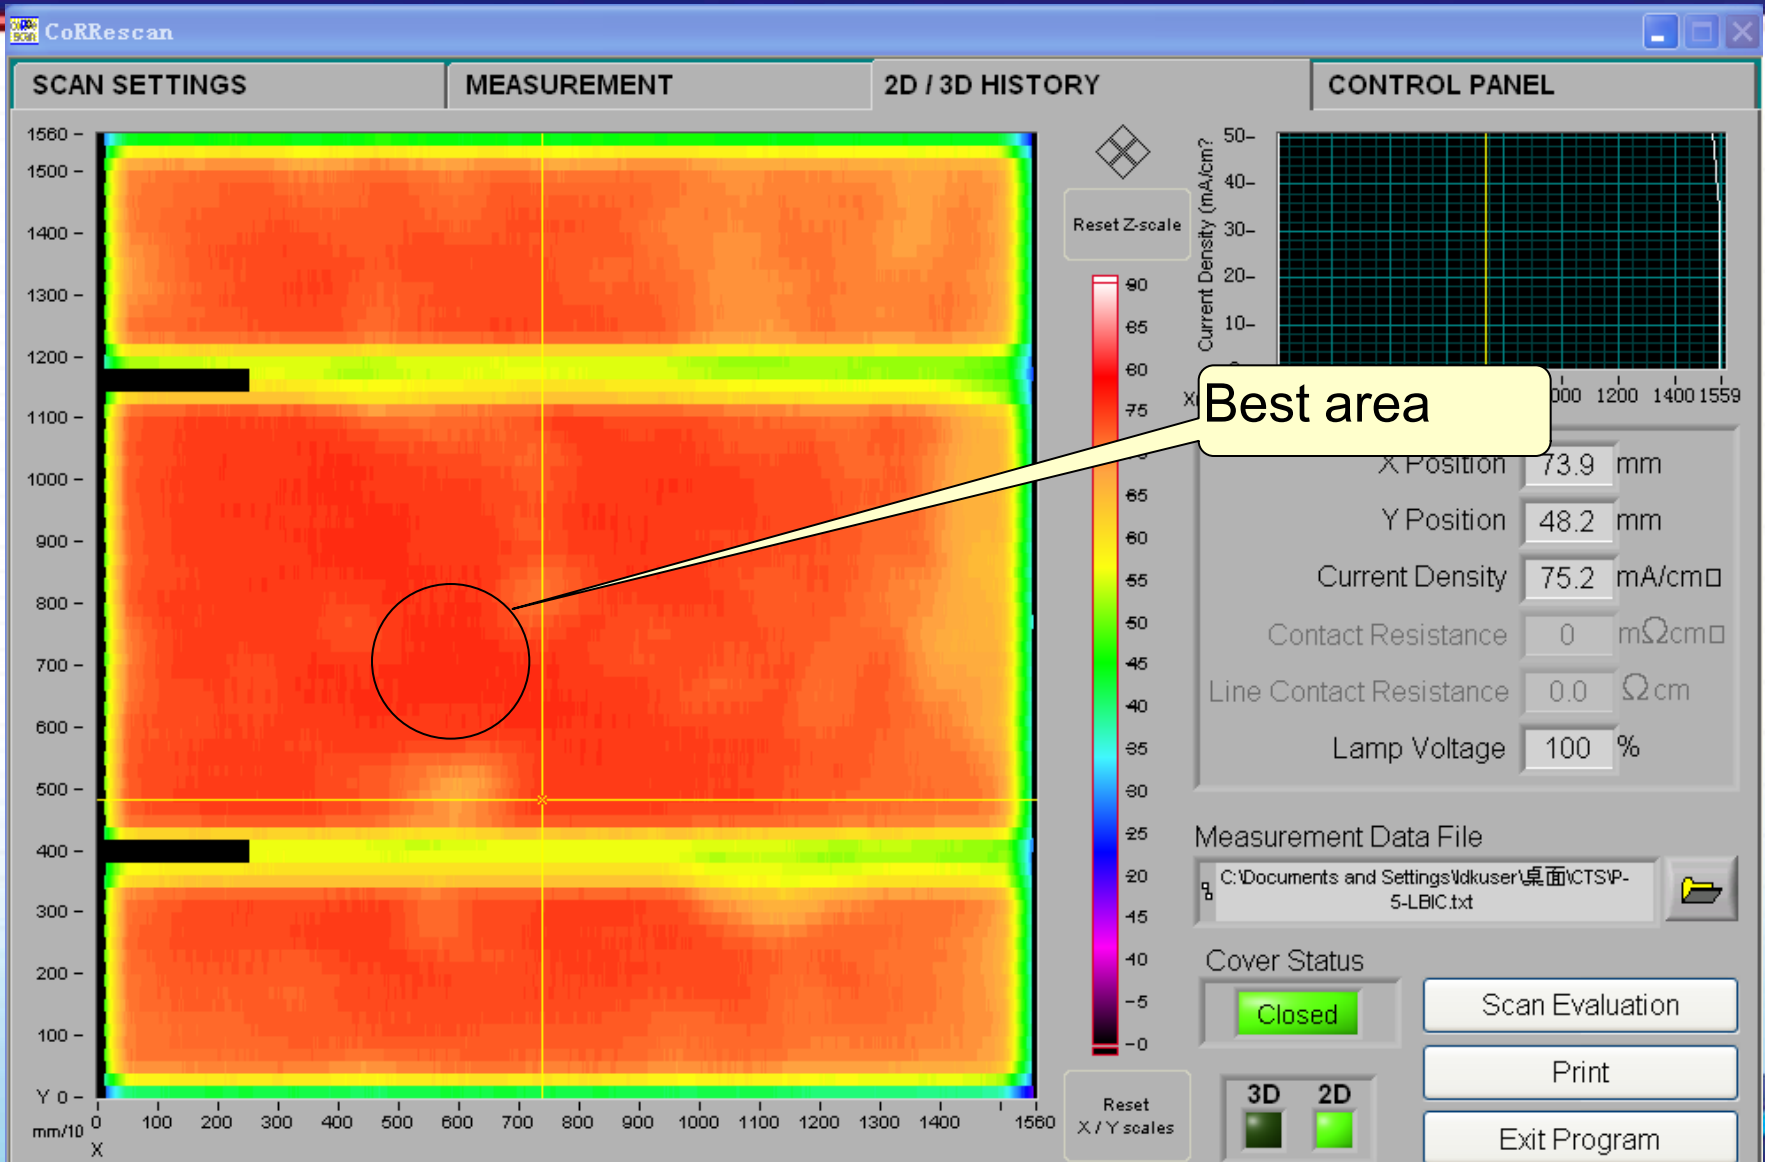 CoRRescan
SCAN SETTINGS
MEASUREMENT
2D / 3D HISTORY
CONTROL PANEL
1560
1500
1400
1300
1200
1100
1000
900
800
700
600
500
400
300
200
100
Y 0
mm/10
0 100 200 300 400 500 600 700 800 900 1000 1100 1200 1300 1400 1560
X
Reset Z-scale
90
85
80
75
65
60
55
50
45
40
35
30
25
20
15
10
5
0
Reset
X / Y scales
Current Density (mA/cm?
50
40
30
20
10
1200 1400 1559
Best area
X Position 73.9 mm
Y Position 48.2 mm
Current Density 75.2 mA/cm□
Contact Resistance 0 mΩcm□
Line Contact Resistance 0.0 Ωcm
Lamp Voltage 100 %
Measurement Data File
C:\Documents and Settings\ldkuser\桌面\CTS\P-
5-LBIC.txt
Cover Status
Closed
Scan Evaluation
Print
3D 2D
Exit Program